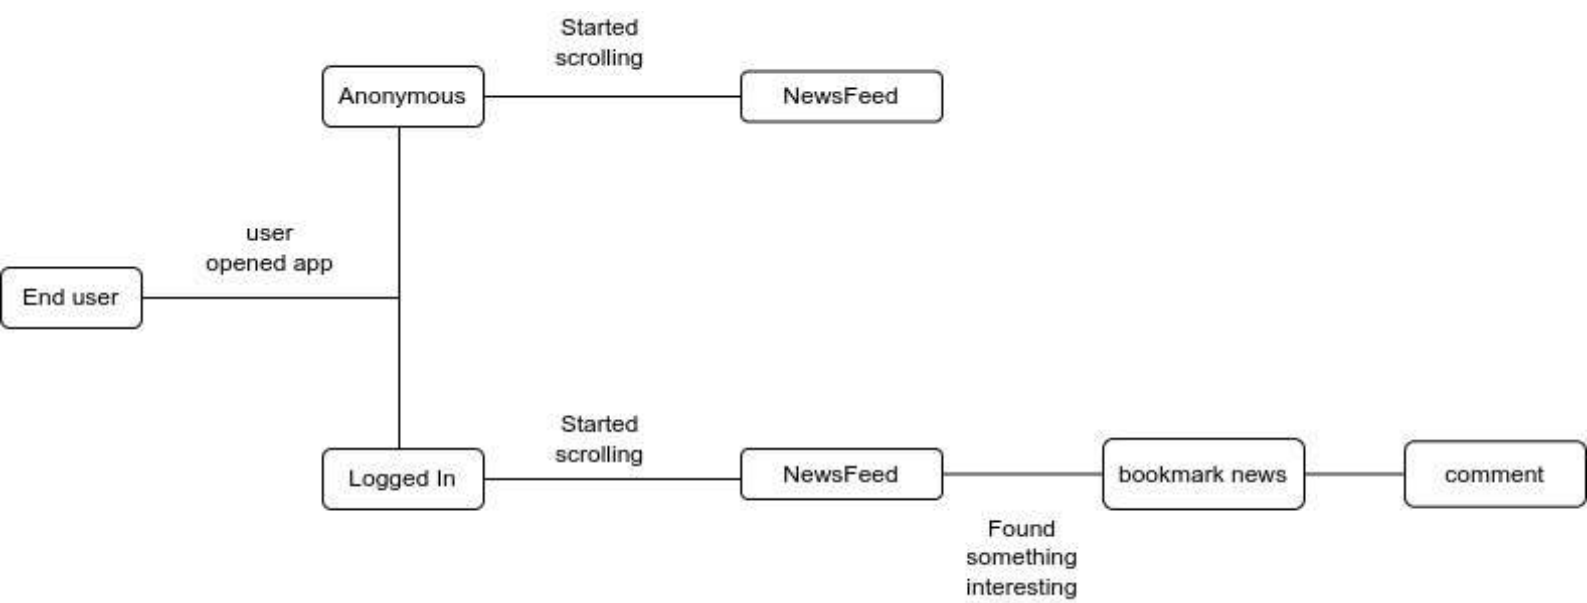 Started
scrolling
Anonymous
NewsFeed
user
opened app
End user
Started
scrolling
Logged In
NewsFeed
bookmark news
comment
Found
something
interesting